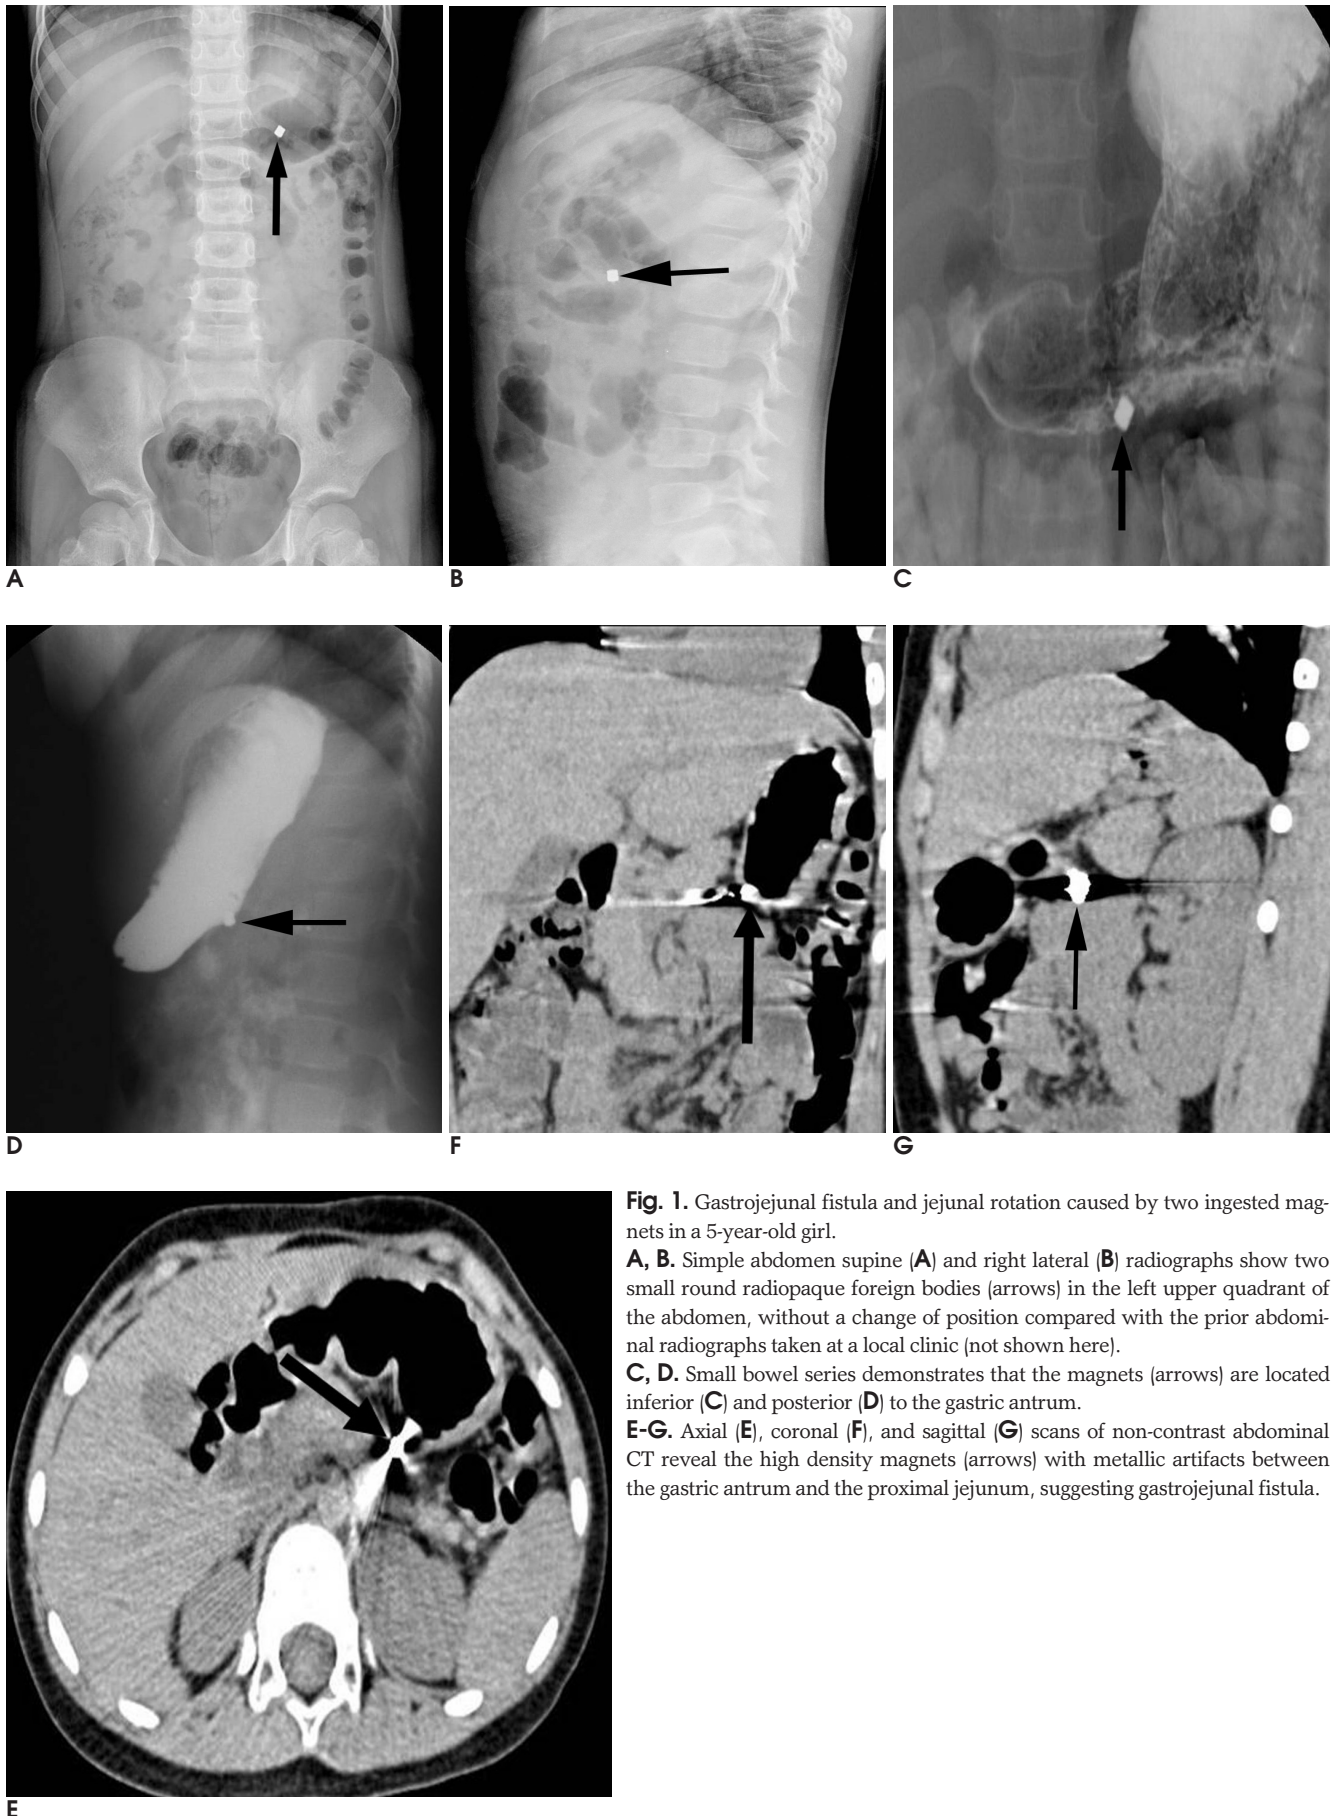 A
B
C
D
F
G
E
Fig. 1. Gastrojejunal fistula and jejunal rotation caused by two ingested mag-
nets in a 5-year-old girl.
A, B. Simple abdomen supine (A) and right lateral (B) radiographs show two
small round radiopaque foreign bodies (arrows) in the left upper quadrant of
the abdomen, without a change of position compared with the prior abdomi-
nal radiographs taken at a local clinic (not shown here).
C, D. Small bowel series demonstrates that the magnets (arrows) are located
inferior (C) and posterior (D) to the gastric antrum.
E-G. Axial (E), coronal (F), and sagittal (G) scans of non-contrast abdominal
CT reveal the high density magnets (arrows) with metallic artifacts between
the gastric antrum and the proximal jejunum, suggesting gastrojejunal fistula.